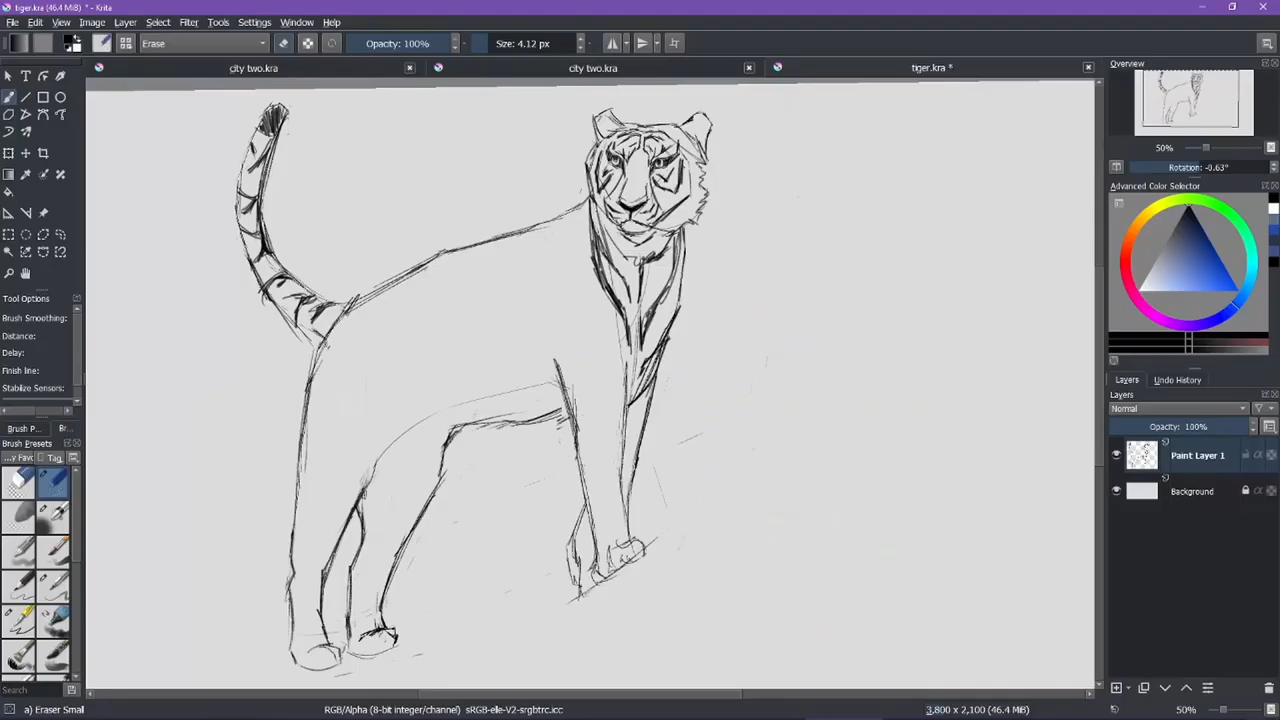 tiger.kra (46.4 MiB) * - Krita
File Edit View Image Layer Select Filter Tools Settings Window Help
Erase Opacity: 100% Size: 4.12 px
city two.kra city two.kra tiger.kra *
Overview
50%
Rotation: -0.63°
Advanced Color Selector
Tool Options
Brush Smoothing:
Distance:
Delay:
Stabilize Sensors:
Layers Undo History
Layers
Normal
Opacity: 100%
Paint Layer 1
Background
Brush P... Br...
Brush Presets
...y Favo Tag
Search
a) Eraser Small RGB/Alpha (8-bit integer/channel) sRGB-elle-V2-srgbtrc.icc 3,800 x 2,100 (46.4 MiB) 50%